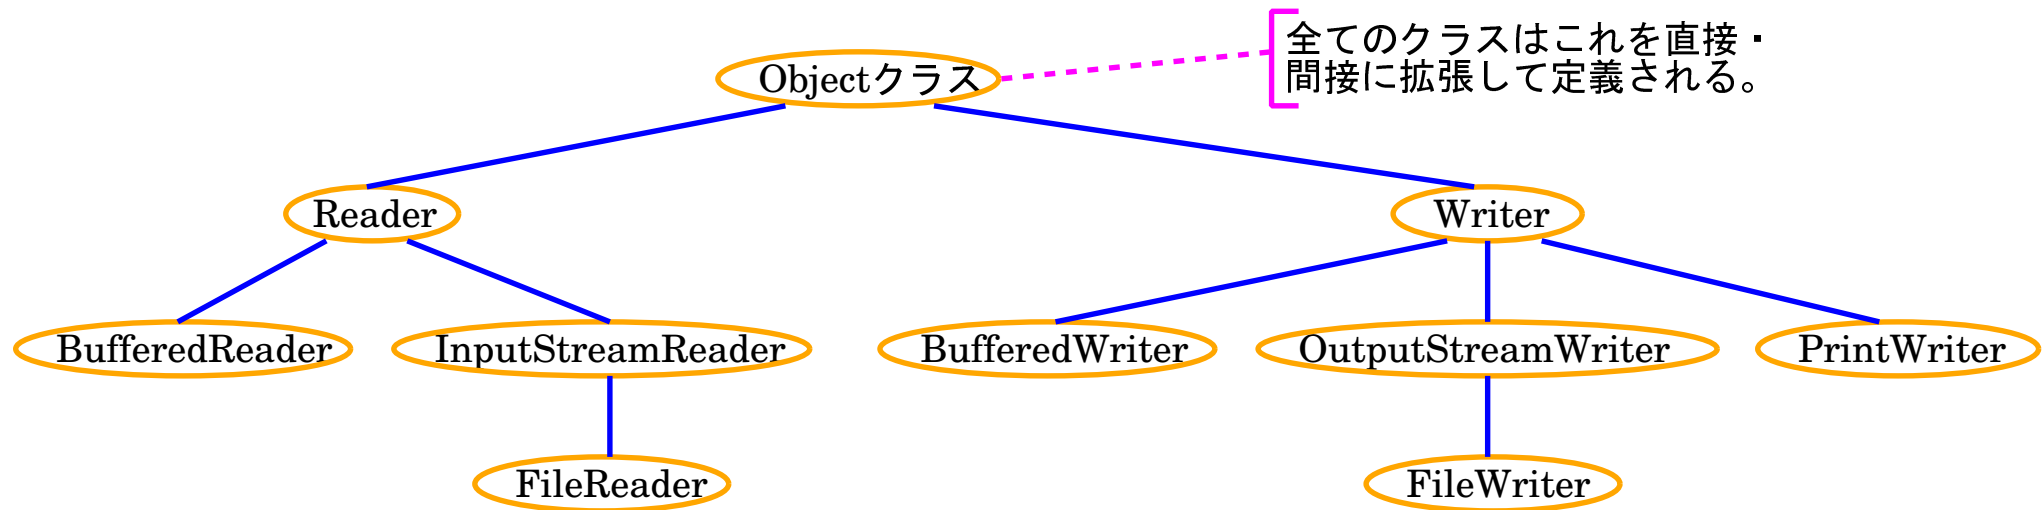 全てのクラスはこれを直接・
間接に拡張して定義される。
Objectクラス
Reader
Writer
BufferedReader
InputStreamReader
BufferedWriter
OutputStreamWriter
PrintWriter
FileReader
FileWriter